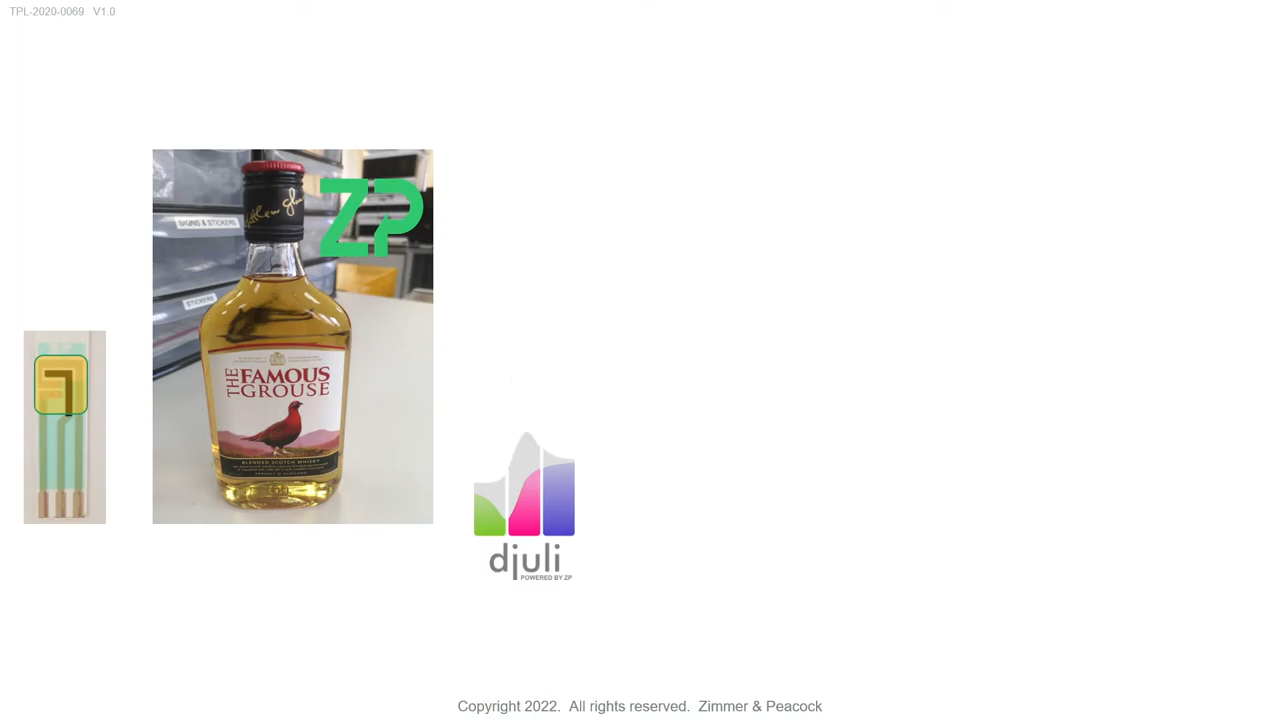 TPL-2020-0069 V1.0
SIGNS & STICKERS
ZP
STICKERS
THE FAMOUS
GROUSE
BLENDED SCOTCH WHISKY
djuli
POWERED BY ZP
Copyright 2022. All rights reserved. Zimmer & Peacock